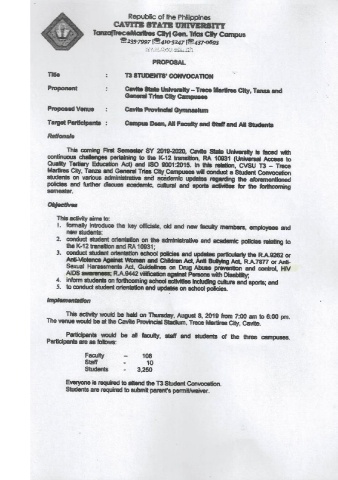 Republic of the Philippines
CAVITE STATE UNIVERSITY
Tanza|Trece Martires City| Gen. Trias City Campus
PROPOSAL
Title : T3 STUDENTS' CONVOCATION
Proponent : Cavite State University – Trece Martires City, Tanza and
General Trias City Campuses
Proposed Venue : Cavite Provincial Gymnasium
Target Participants : Campus Dean, All Faculty and Staff and All Students
Rationale
This coming First Semester SY 2019-2020, Cavite State University is faced with
continuous challenges pertaining to the K-12 transition, RA 10931 (Universal Access to
Quality Tertiary Education Act) and ISO 9001:2015. In this relation, CVSU T3 – Trece
Martires City, Tanza and General Trias City Campuses will conduct a Student Convocation
students on various administrative and academic updates regarding the aforementioned
policies and further discuss academic, cultural and sports activities for the forthcoming
semester.
Objectives
This activity aims to:
1. formally introduce the key officials, old and new faculty members, employees and
new students;
2. conduct student orientation on the administrative and academic policies relating to
the K-12 transition and RA 10931;
3. conduct student orientation school policies and updates particularly the R.A.9262 or
Anti-Violence Against Women and Children Act, Anti Bullying Act, R.A.7877 or Anti-
Sexual Harassments Act, Guidelines on Drug Abuse prevention and control, HIV
AIDS awareness; R.A.9442 vilification against Persons with Disability;
4. inform students on forthcoming school activities including culture and sports; and
5. to conduct student orientation and updates on school policies.
Implementation
This activity would be held on Thursday, August 8, 2019 from 7:00 am to 6:00 pm.
The venue would be at the Cavite Provincial Stadium, Trece Martires City, Cavite.
Participants would be all faculty, staff and students of the three campuses.
Participants are as follows:
Faculty – 108
Staff – 10
Students – 3,250
Everyone is required to attend the T3 Student Convocation.
Students are required to submit parent's permit/waiver.